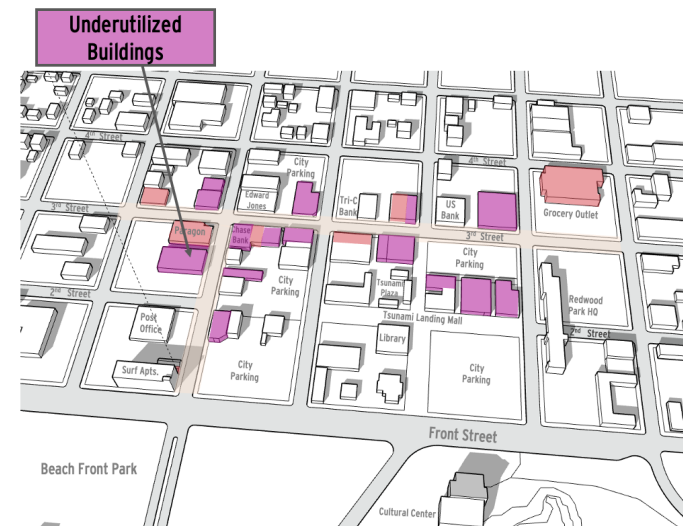 Underutilized
Buildings
4th Street
City
Parking
4th Street
Edward
Jones
Tri-C
Bank
US
Bank
Grocery Outlet
3rd Street
Paragon
Chase
Bank
3rd Street
City
Parking
City
Parking
Tsunami
Plaza
2nd Street
Redwood
Park HQ
Post
Office
Tsunami Landing Mall
2nd Street
Library
Surf Apts.
City
Parking
City
Parking
Front Street
Beach Front Park
Cultural Center